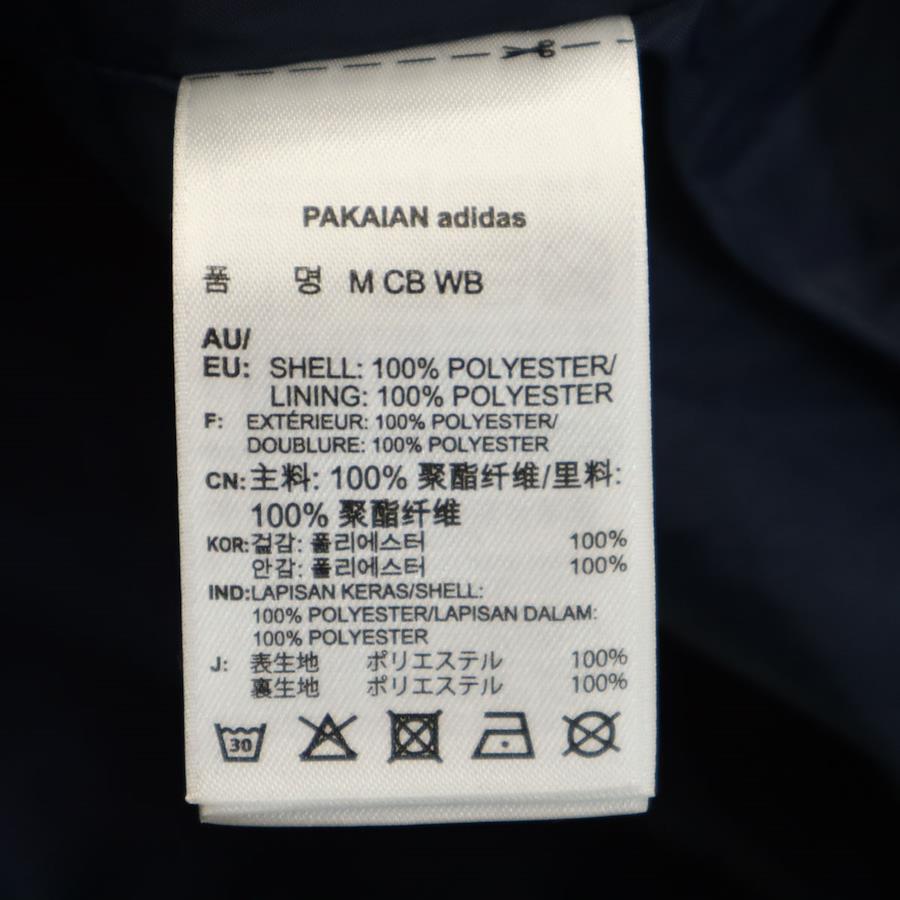 PAKAIAN adidas
품 명 M CB WB
AU/
EU: SHELL: 100% POLYESTER/
LINING: 100% POLYESTER
F: EXTÉRIEUR: 100% POLYESTER/
DOUBLURE: 100% POLYESTER
CN: 主料: 100% 聚酯纤维/里料:
100% 聚酯纤维
KOR: 겉감: 폴리에스터 100%
안감: 폴리에스터 100%
IND: LAPISAN KERAS/SHELL:
100% POLYESTER/LAPISAN DALAM:
100% POLYESTER
J: 表生地 ポリエステル 100%
裏生地 ポリエステル 100%
30